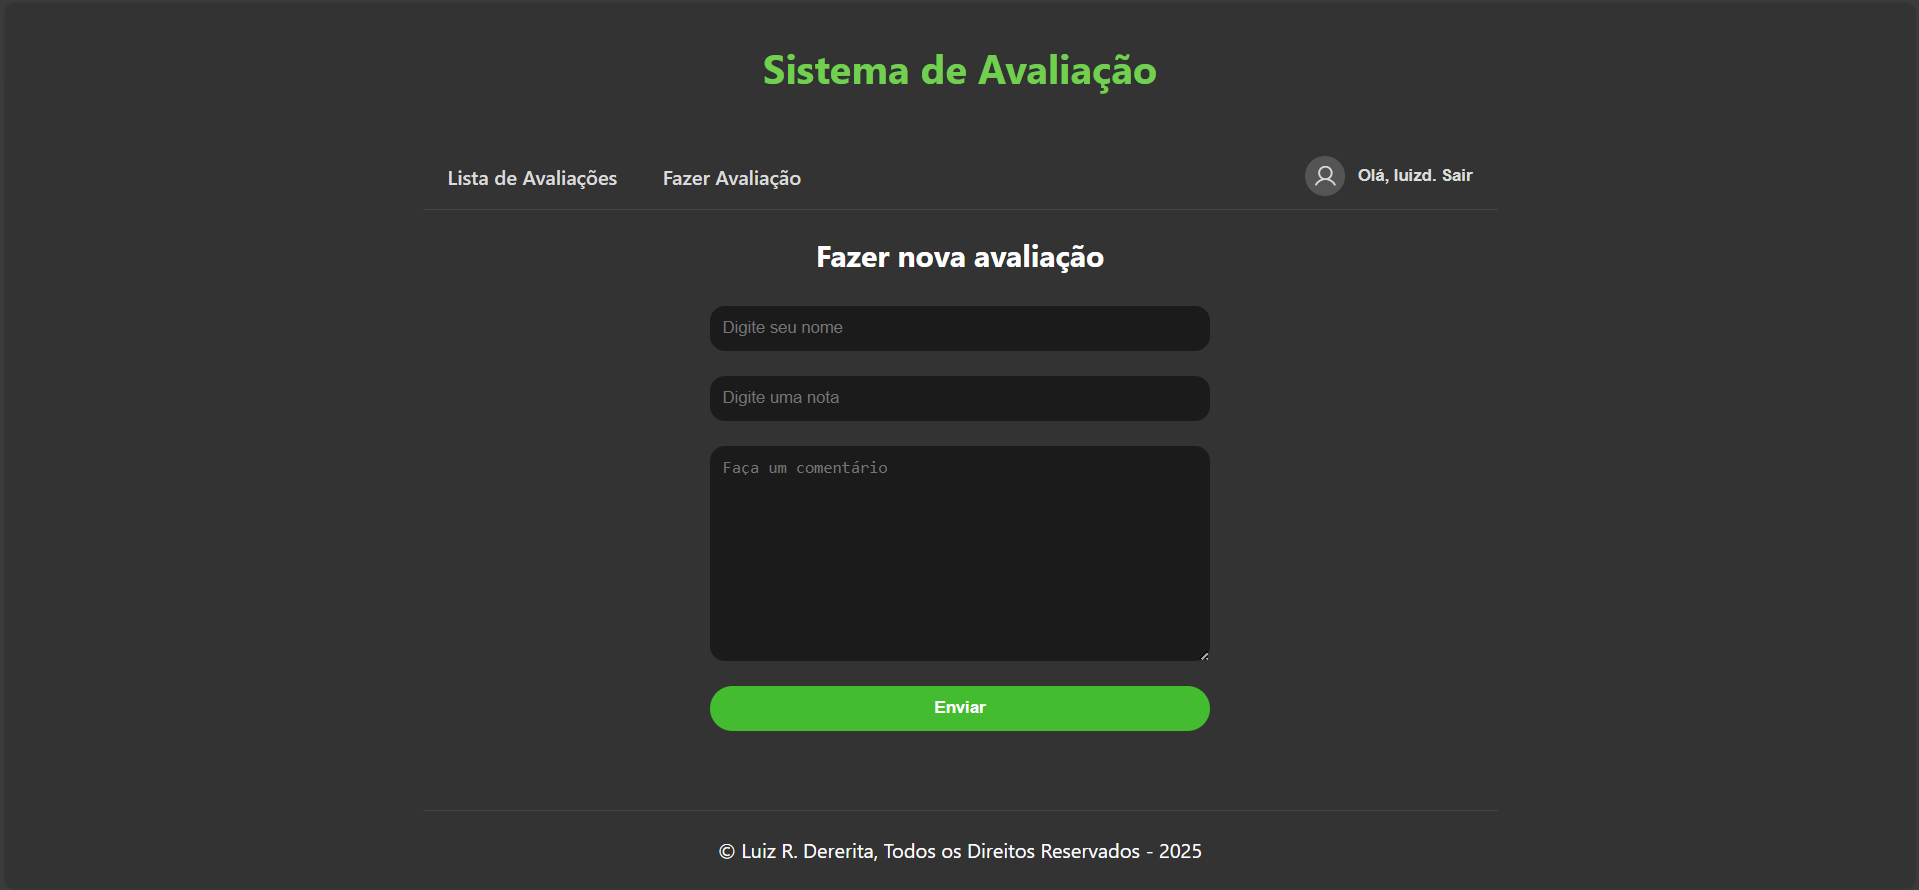 Sistema de Avaliação
Lista de Avaliações
Fazer Avaliação
Olá, luizd. Sair
Fazer nova avaliação
Digite seu nome
Digite uma nota
Faça um comentário
Enviar
© Luiz R. Dererita, Todos os Direitos Reservados - 2025